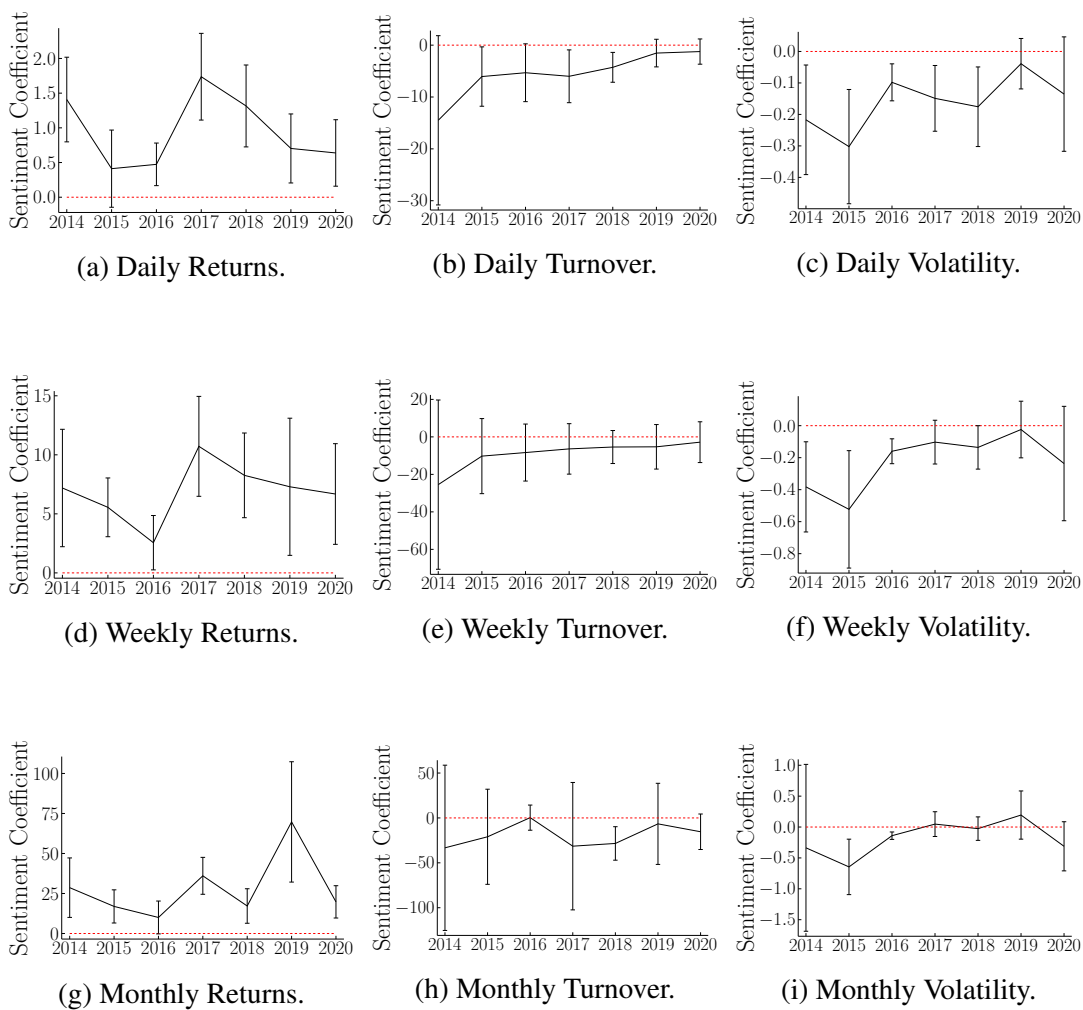 Sentiment Coefficient
2.0
1.5
1.0
0.5
0.0
2014 2015 2016 2017 2018 2019 2020
(a) Daily Returns.
Sentiment Coefficient
0
−10
−20
−30
2014 2015 2016 2017 2018 2019 2020
(b) Daily Turnover.
Sentiment Coefficient
0.0
−0.1
−0.2
−0.3
−0.4
2014 2015 2016 2017 2018 2019 2020
(c) Daily Volatility.
Sentiment Coefficient
15
10
5
0
2014 2015 2016 2017 2018 2019 2020
(d) Weekly Returns.
Sentiment Coefficient
20
0
−20
−40
−60
2014 2015 2016 2017 2018 2019 2020
(e) Weekly Turnover.
Sentiment Coefficient
0.0
−0.2
−0.4
−0.6
−0.8
2014 2015 2016 2017 2018 2019 2020
(f) Weekly Volatility.
Sentiment Coefficient
100
75
50
25
0
2014 2015 2016 2017 2018 2019 2020
(g) Monthly Returns.
Sentiment Coefficient
50
0
−50
−100
2014 2015 2016 2017 2018 2019 2020
(h) Monthly Turnover.
Sentiment Coefficient
1.0
0.5
0.0
−0.5
−1.0
−1.5
2014 2015 2016 2017 2018 2019 2020
(i) Monthly Volatility.